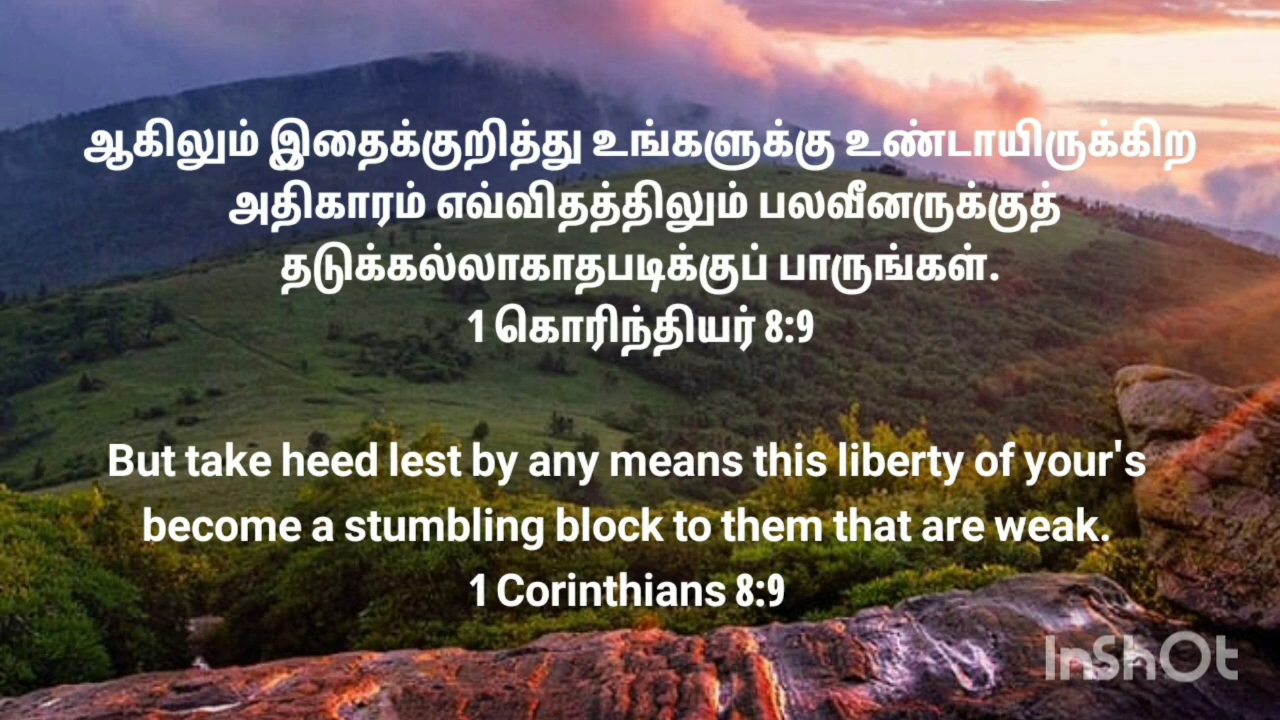 ஆகிலும் இதைக்குறித்து உங்களுக்கு உண்டாயிருக்கிற
அதிகாரம் எவ்விதத்திலும் பலவீனருக்குத்
தடுக்கல்லாகாதபடிக்குப் பாருங்கள்.
1 கொரிந்தியர் 8:9
But take heed lest by any means this liberty of your's
become a stumbling block to them that are weak.
1 Corinthians 8:9
InShOt